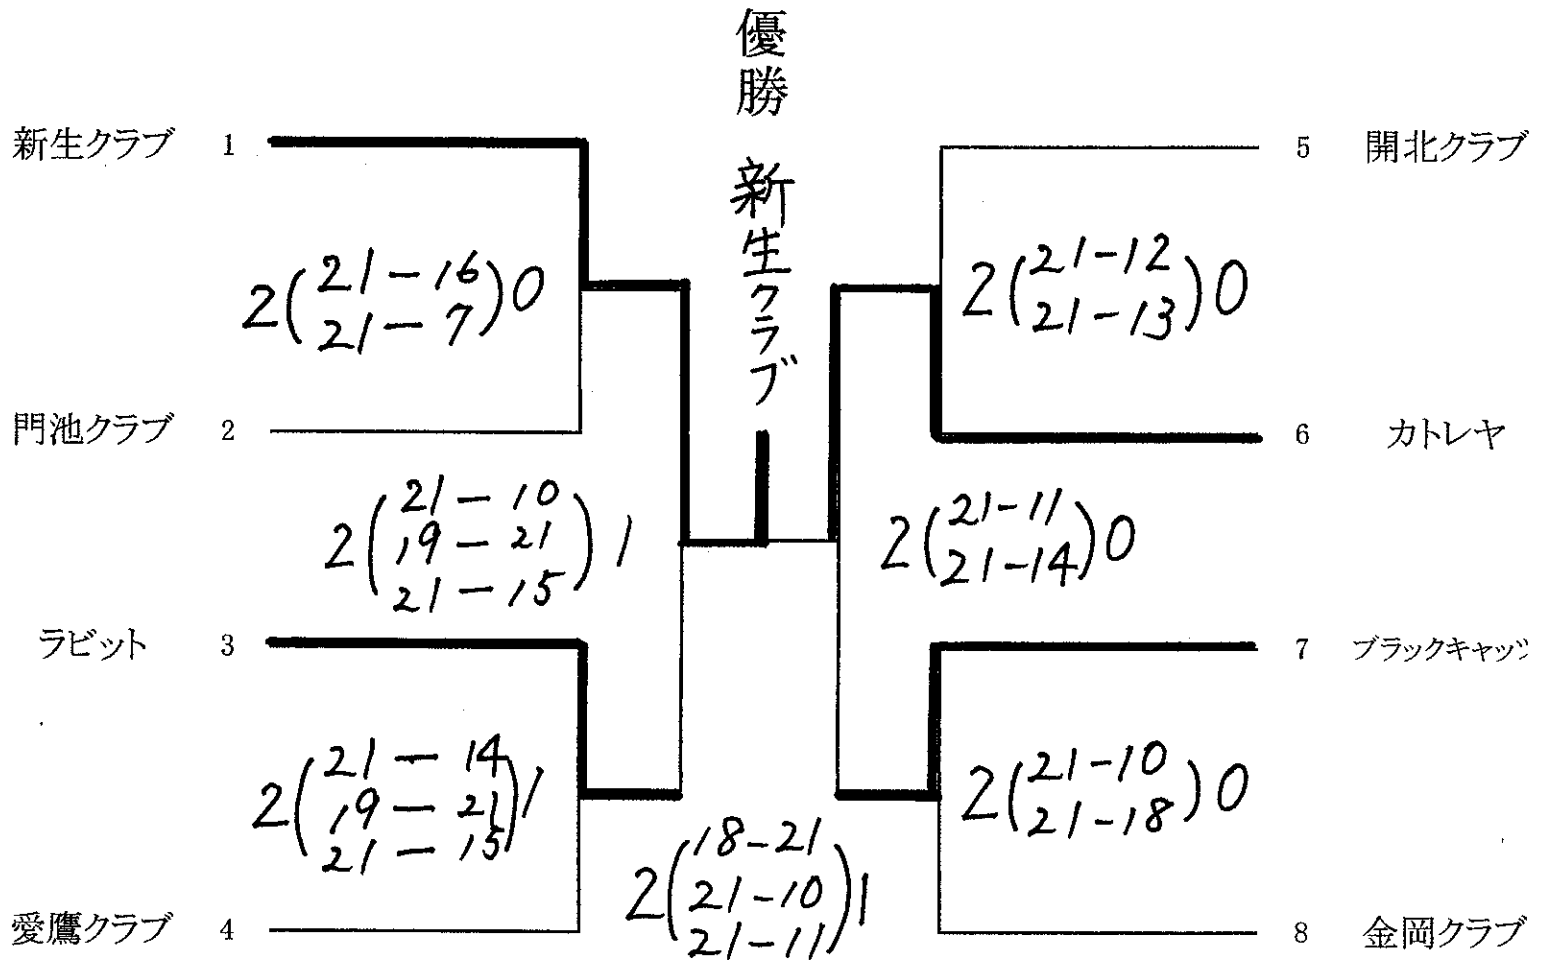 優勝 新生クラブ
新生クラブ 1
2(21-16
21-7)0
門池クラブ 2
2(21-10
19-21
21-15)1
ラビット 3
2(21-14
19-21
21-15)1
愛鷹クラブ 4
2(18-21
21-10
21-11)1
5 開北クラブ
2(21-12
21-13)0
6 カトレヤ
2(21-11
21-14)0
7 ブラックキャッツ
2(21-10
21-18)0
8 金岡クラブ